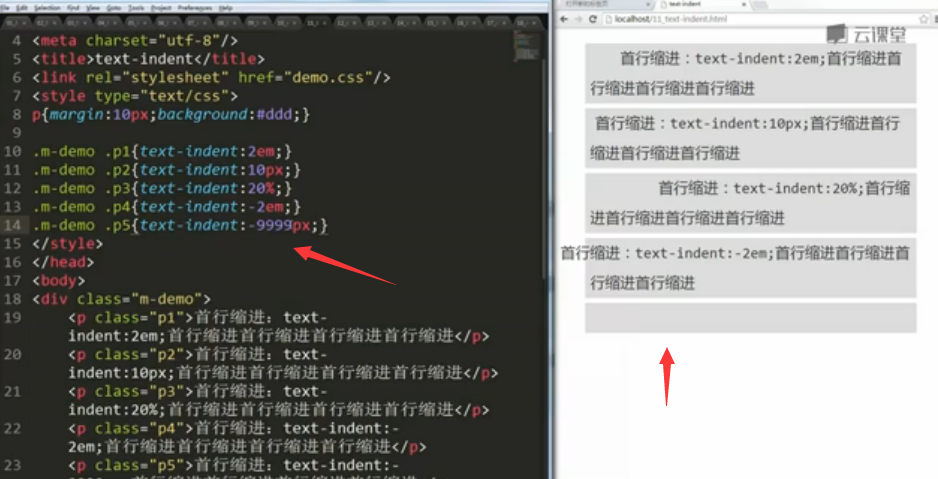 File Edit Selection Find View Goto Tools Project Preferences Help
4 <meta charset="utf-8"/>
5 <title>text-indent</title>
6 <link rel="stylesheet" href="demo.css"/>
7 <style type="text/css">
8 p{margin:10px;background:#ddd;}
9
10 .m-demo .p1{text-indent:2em;}
11 .m-demo .p2{text-indent:10px;}
12 .m-demo .p3{text-indent:20%;}
13 .m-demo .p4{text-indent:-2em;}
14 .m-demo .p5{text-indent:-9999px;}
15 </style>
16 </head>
17 <body>
18 <div class="m-demo">
19 <p class="p1">首行缩进：text-
indent:2em;首行缩进首行缩进首行缩进首行缩进</p>
20 <p class="p2">首行缩进：text-
indent:10px;首行缩进首行缩进首行缩进首行缩进</p>
21 <p class="p3">首行缩进：text-
indent:20%;首行缩进首行缩进首行缩进首行缩进</p>
22 <p class="p4">首行缩进：text-indent:-
2em;首行缩进首行缩进首行缩进首行缩进</p>
23 <p class="p5">首行缩进：text-indent:-
text-indent
localhost/11_text-indent.html
云课堂
首行缩进：text-indent:2em;首行缩进首
行缩进首行缩进首行缩进
首行缩进：text-indent:10px;首行缩进首行
缩进首行缩进首行缩进
首行缩进：text-indent:20%;首行缩
进首行缩进首行缩进首行缩进
首行缩进：text-indent:-2em;首行缩进首行缩进首
行缩进首行缩进